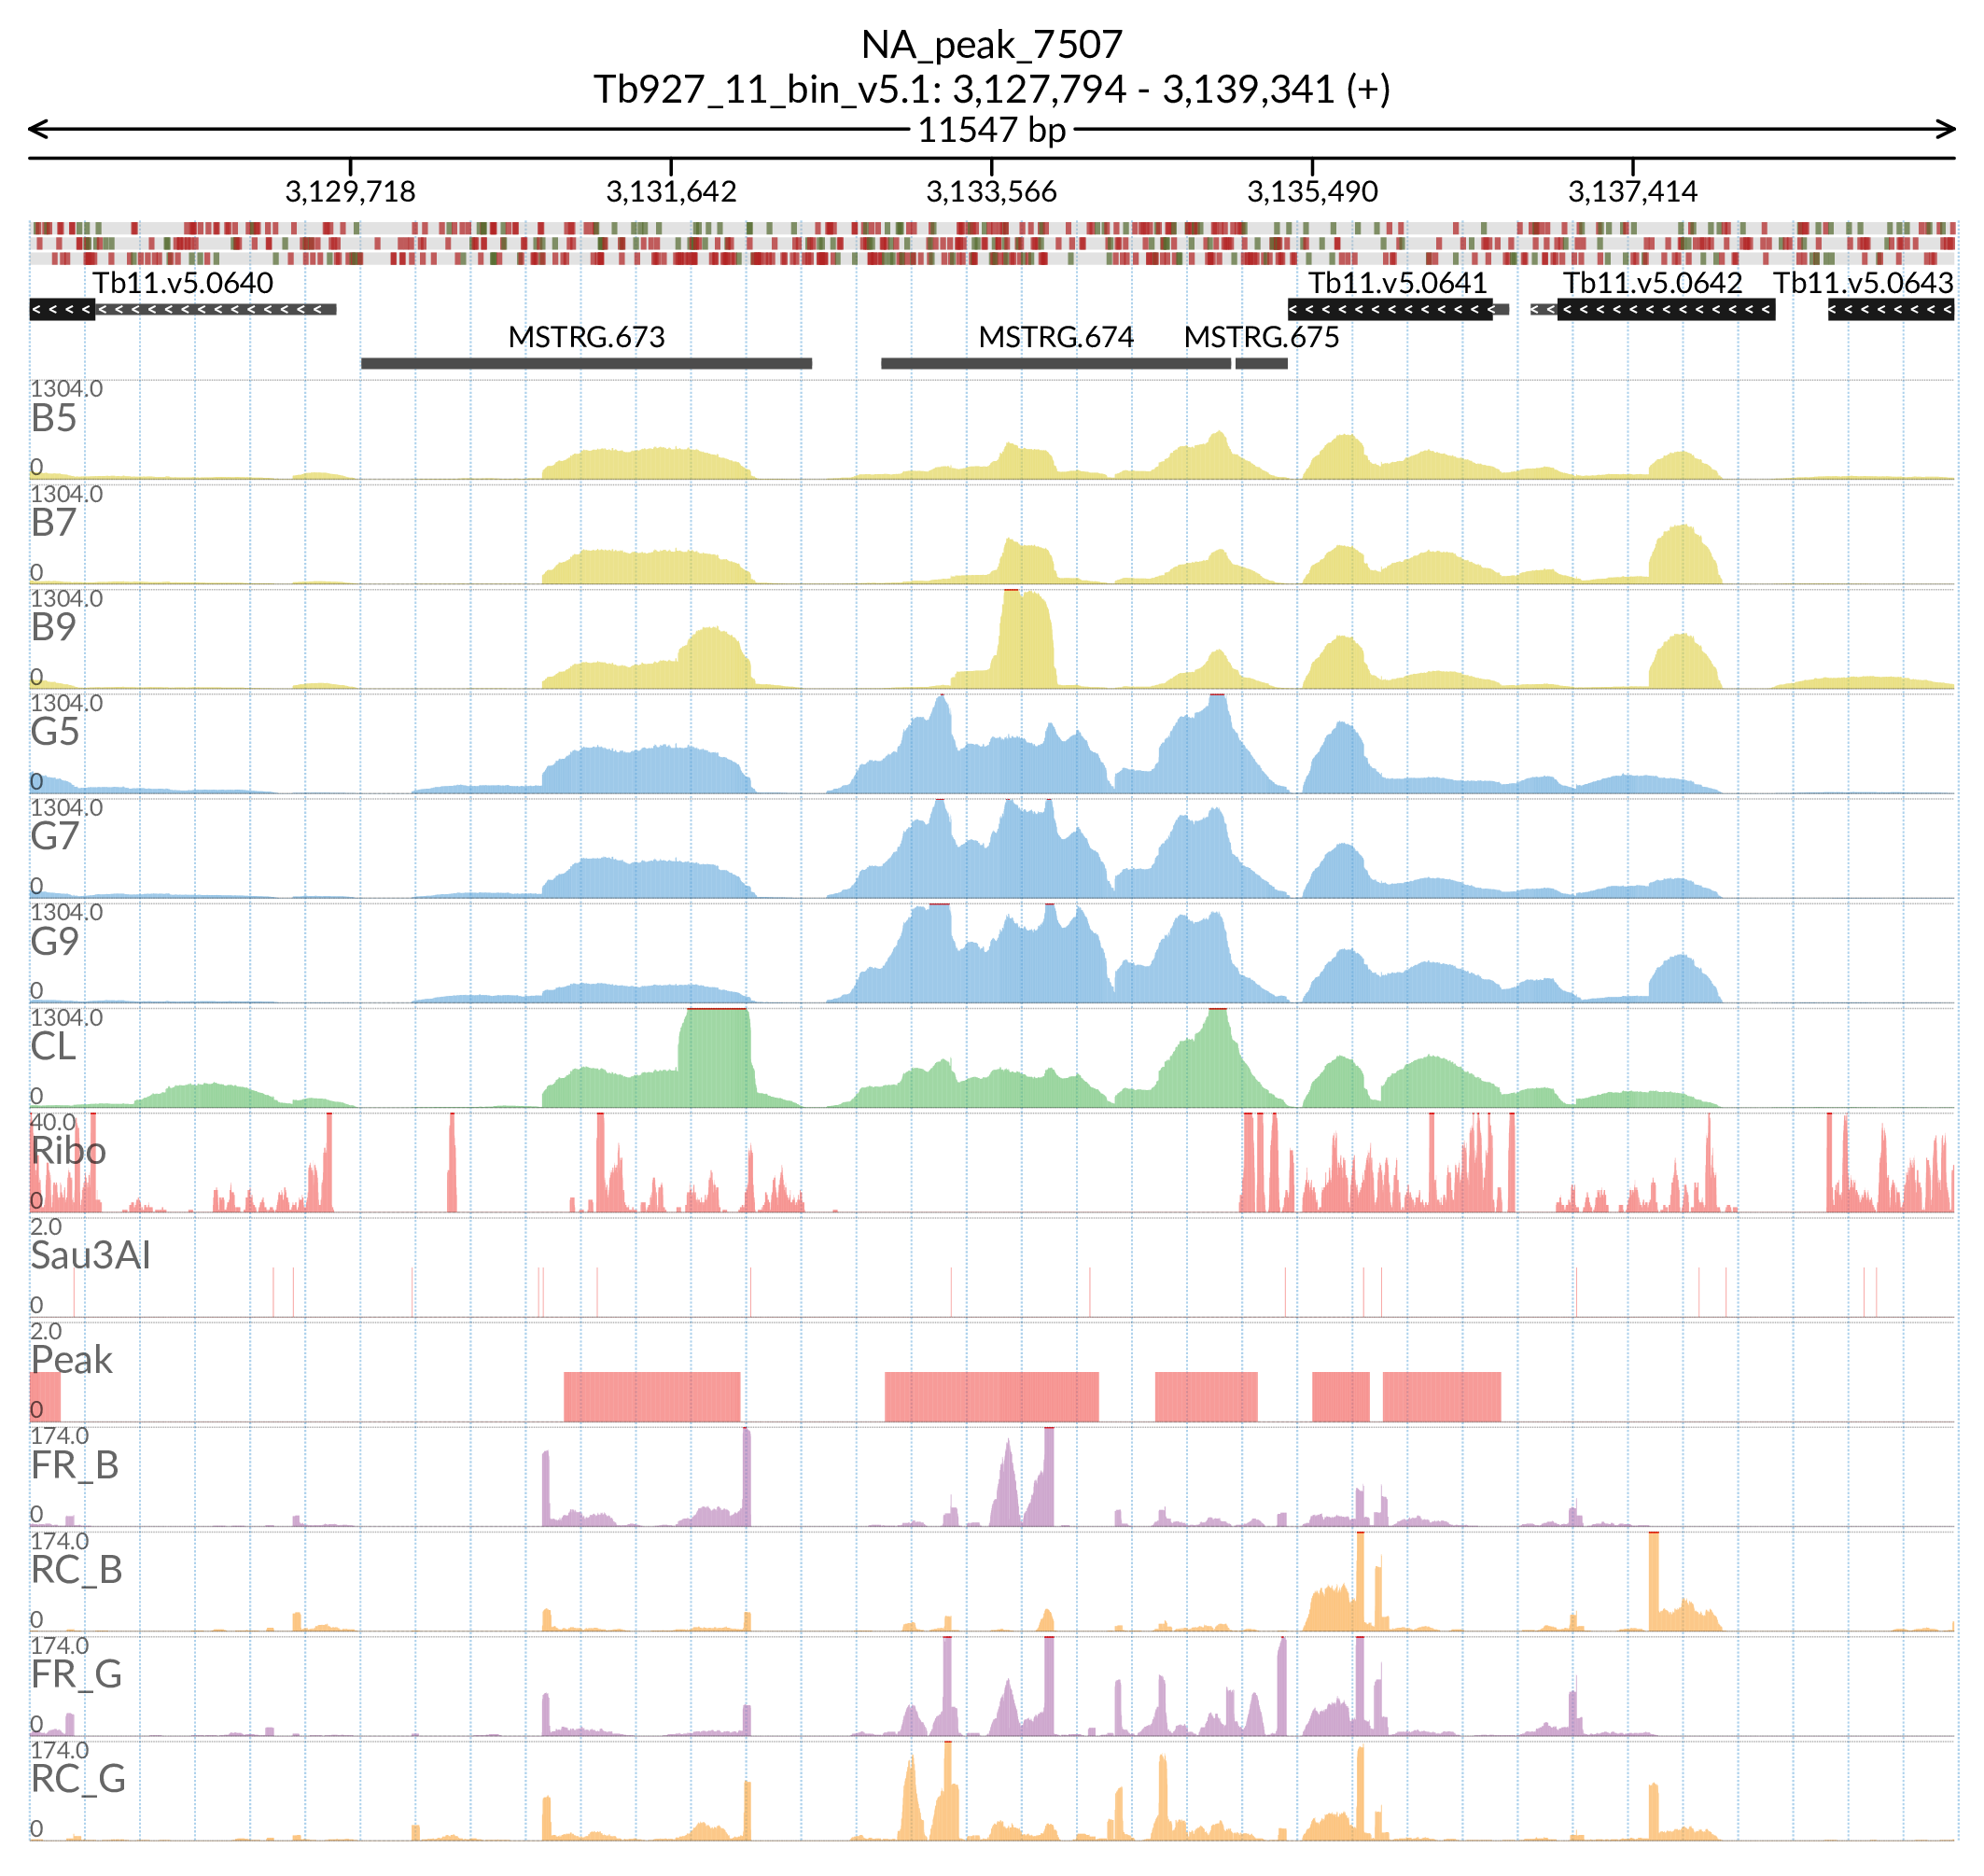 NA_peak_7507
Tb927_11_bin_v5.1: 3,127,794 - 3,139,341 (+)
11547 bp
3,129,718 3,131,642 3,133,566 3,135,490 3,137,414
Tb11.v5.0640 Tb11.v5.0641 Tb11.v5.0642 Tb11.v5.0643
MSTRG.673 MSTRG.674 MSTRG.675
1304.0
B5
0
1304.0
B7
0
1304.0
B9
0
1304.0
G5
0
1304.0
G7
0
1304.0
G9
0
1304.0
CL
0
40.0
Ribo
0
2.0
Sau3AI
0
2.0
Peak
0
174.0
FR_B
0
174.0
RC_B
0
174.0
FR_G
0
174.0
RC_G
0